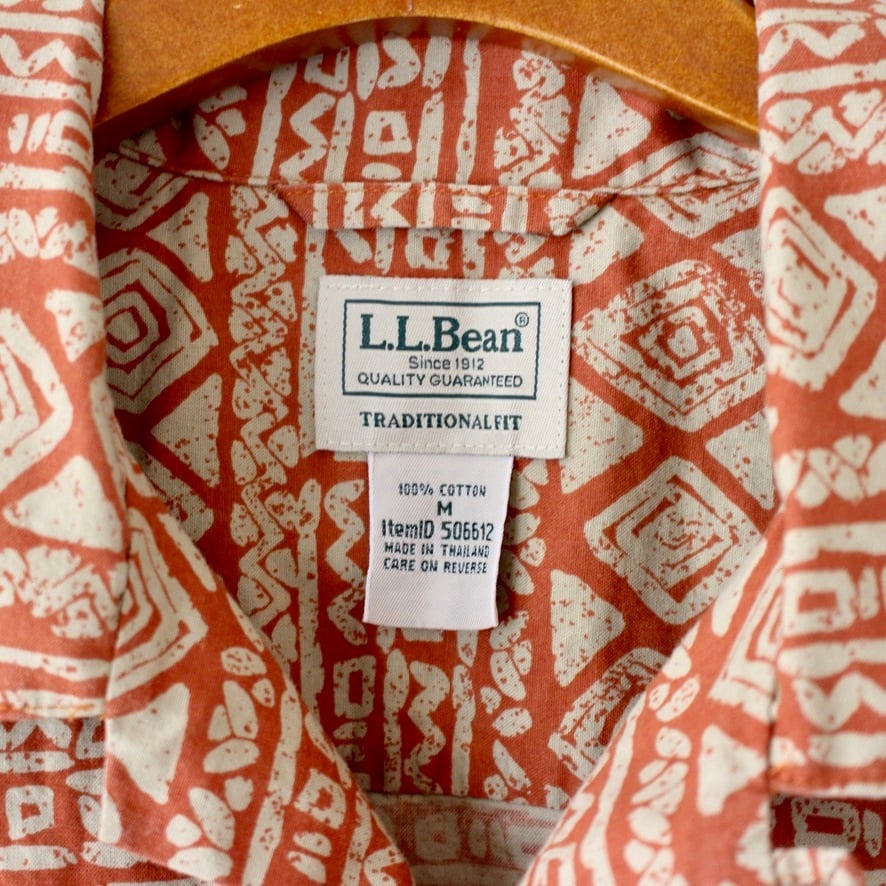 L.L.Bean®
Since 1912
QUALITY GUARANTEED
TRADITIONAL FIT
100% COTTON
M
ItemID 506612
MADE IN THAILAND
CARE ON REVERSE